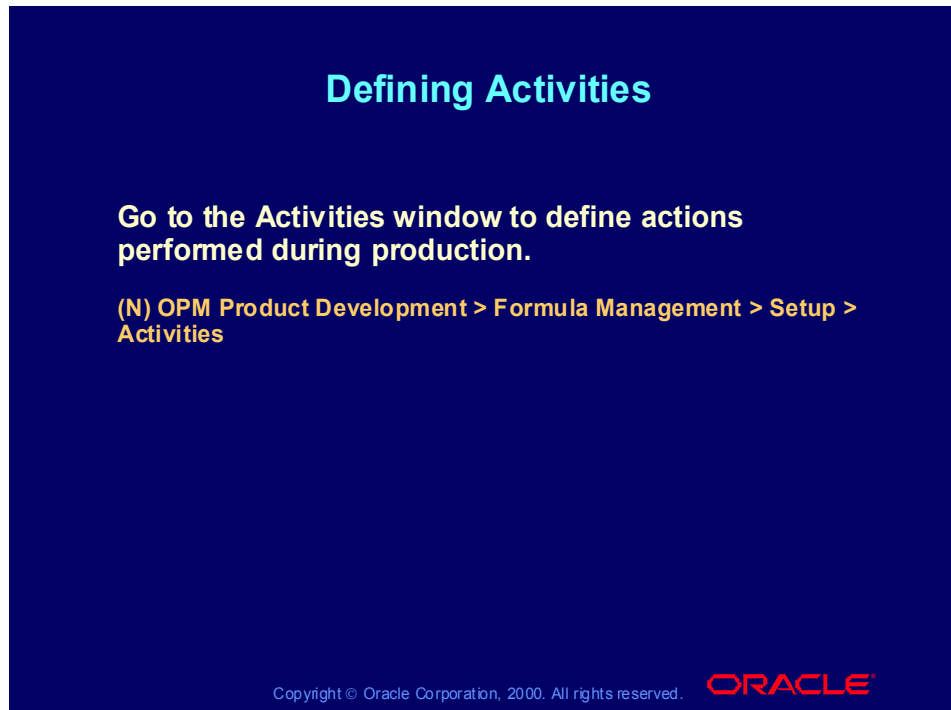 Defining Activities
Go to the Activities window to define actions
performed during production.
(N) OPM Product Development > Formula Management > Setup >
Activities
Copyright © Oracle Corporation, 2000. All rights reserved.
ORACLE®